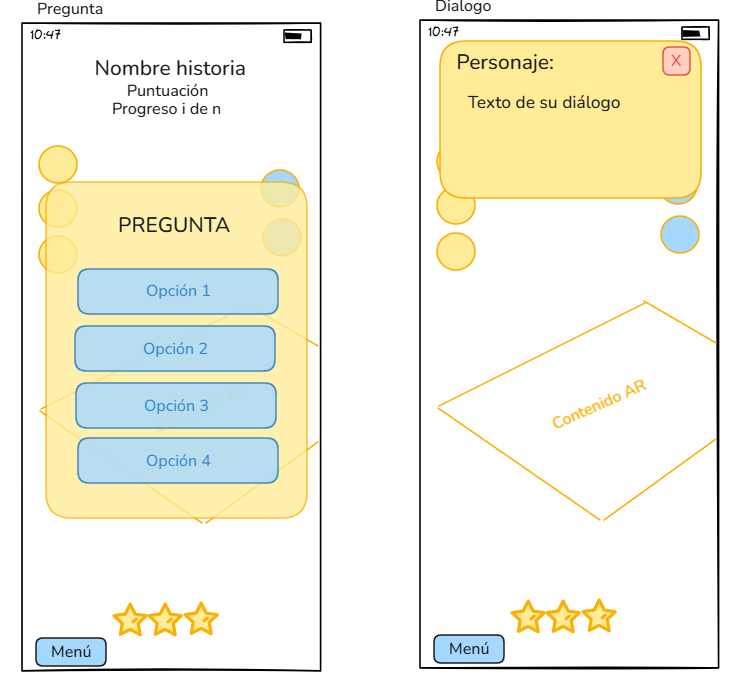 Pregunta
10:47
Nombre historia
Puntuación
Progreso i de n
PREGUNTA
Opción 1
Opción 2
Opción 3
Opción 4
Menú
Dialogo
10:47
Personaje:
X
Texto de su diálogo
Contenido AR
Menú